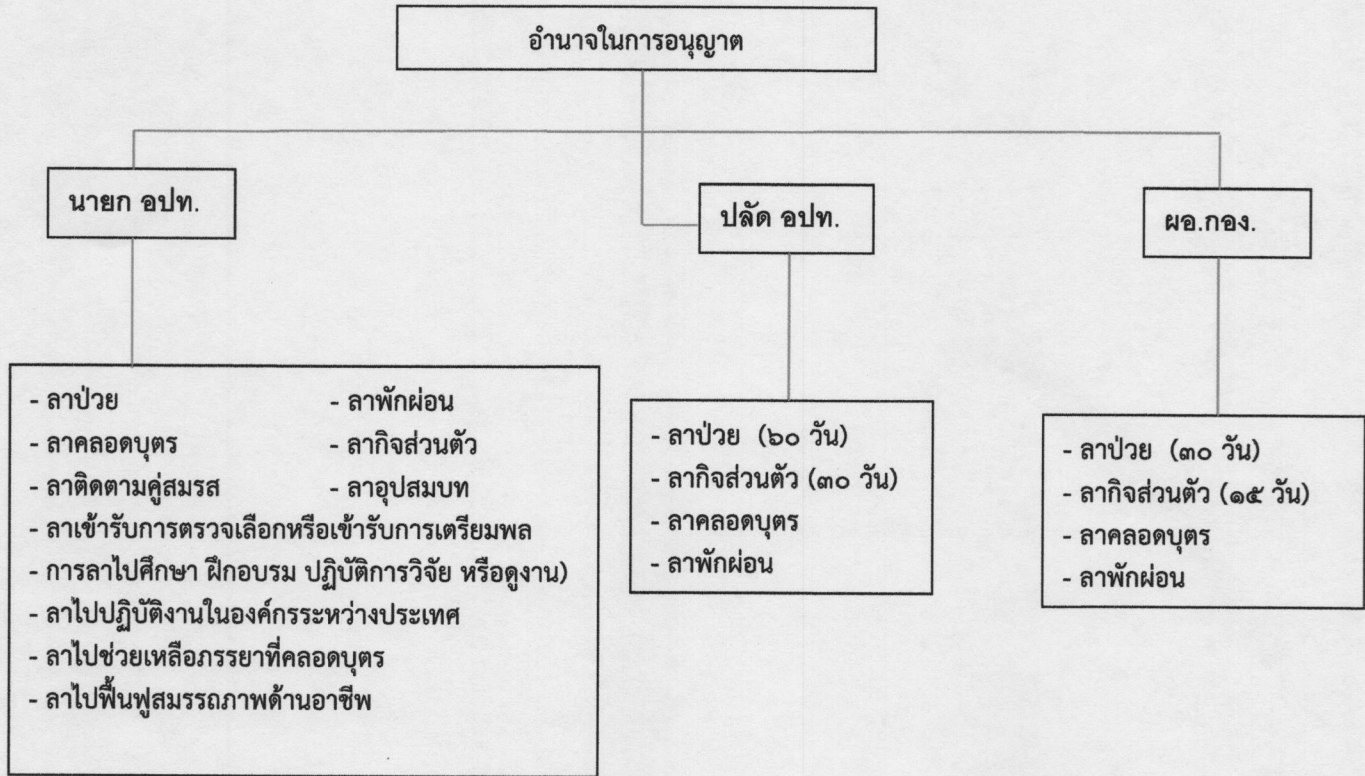 อำนาจในการอนุญาต
นายก อปท.
ปลัด อปท.
ผอ.กอง.
- ลาป่วย - ลาพักผ่อน
- ลาคลอดบุตร - ลากิจส่วนตัว
- ลาติดตามคู่สมรส - ลาอุปสมบท
- ลาเข้ารับการตรวจเลือกหรือเข้ารับการเตรียมพล
- การลาไปศึกษา ฝึกอบรม ปฏิบัติการวิจัย หรือดูงาน)
- ลาไปปฏิบัติงานในองค์กรระหว่างประเทศ
- ลาไปช่วยเหลือภรรยาที่คลอดบุตร
- ลาไปฟื้นฟูสมรรถภาพด้านอาชีพ
- ลาป่วย (๖๐ วัน)
- ลากิจส่วนตัว (๓๐ วัน)
- ลาคลอดบุตร
- ลาพักผ่อน
- ลาป่วย (๓๐ วัน)
- ลากิจส่วนตัว (๑๕ วัน)
- ลาคลอดบุตร
- ลาพักผ่อน